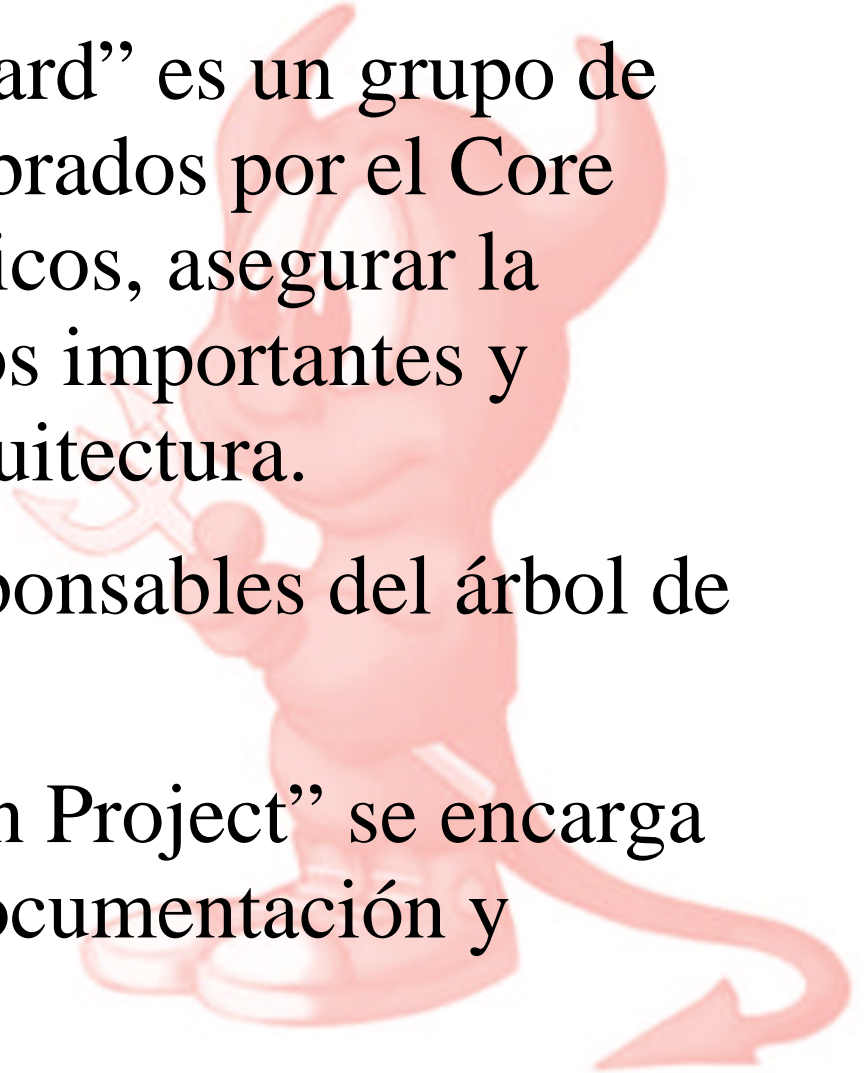 ard” es un grupo de
brados por el Core
icos, asegurar la
os importantes y
uitectura.
ponsables del árbol de
n Project” se encarga
ocumentación y